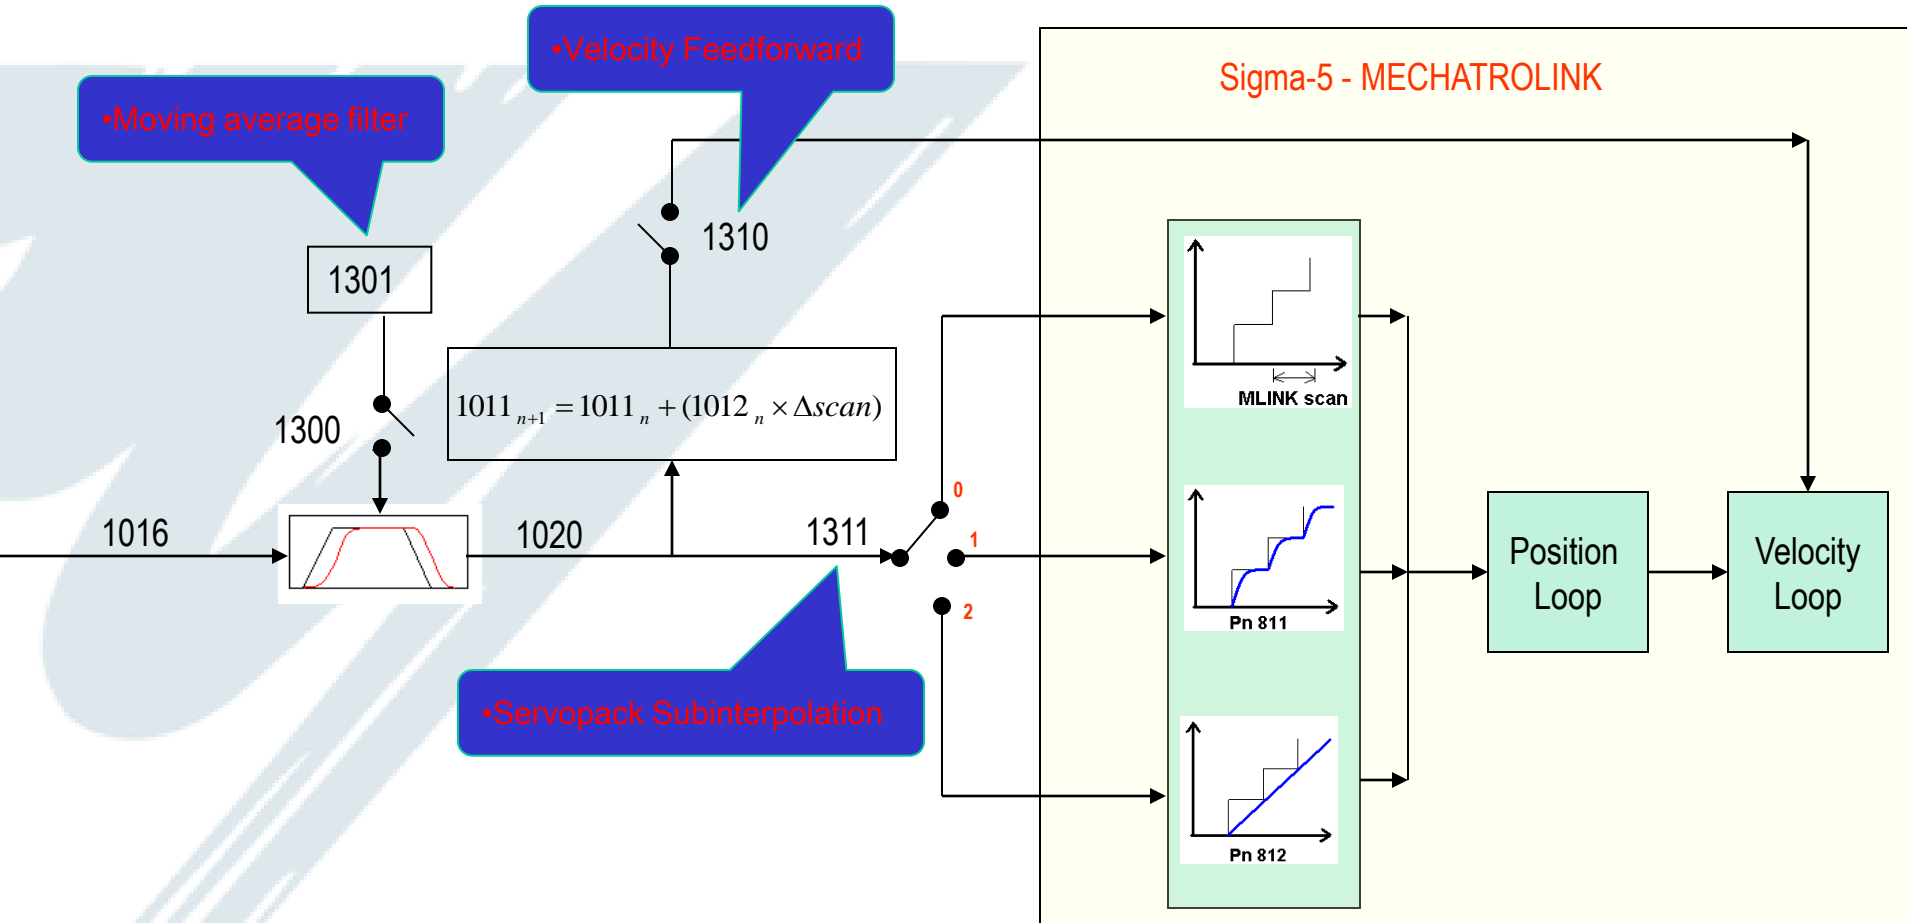 •Velocity Feedforward
Sigma-5 - MECHATROLINK
•Moving average filter
1310
1301
MLINK scan
1011 n+1 = 1011 n + (1012 n × Δscan)
1300
0
1016
1020
1311
1
2
Pn 811
Position
Loop
Velocity
Loop
•Servopack Subinterpolation
Pn 812